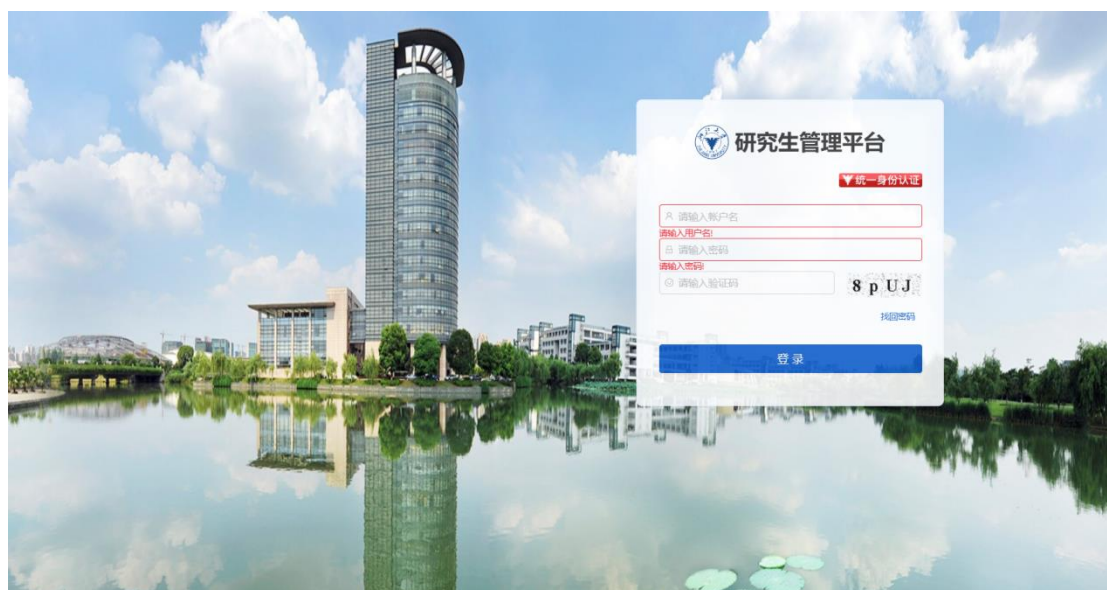 研究生管理平台
统一身份认证
请输入帐户名
请输入用户名!
请输入密码
请输入密码!
请输入验证码
8 p U J
找回密码
登 录